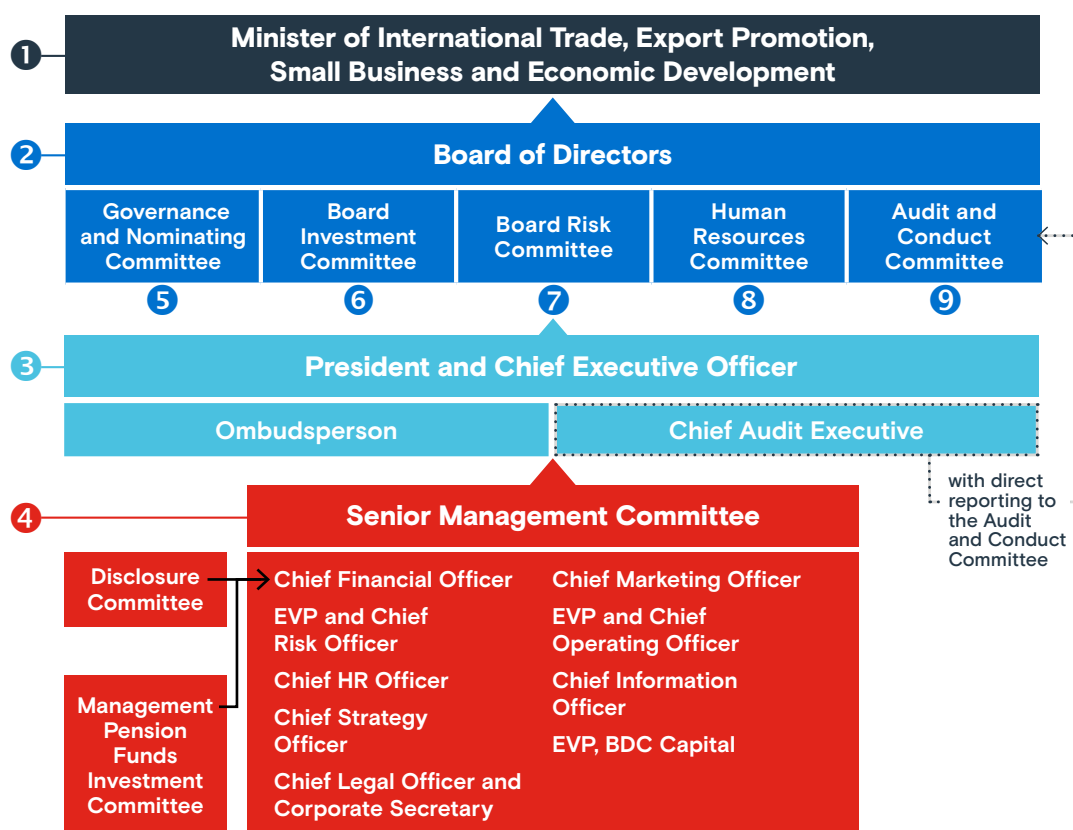 1
Minister of International Trade, Export Promotion,
Small Business and Economic Development
2
Board of Directors
Governance
and Nominating
Committee
5
Board
Investment
Committee
6
Board Risk
Committee
7
Human
Resources
Committee
8
Audit and
Conduct
Committee
9
3
President and Chief Executive Officer
Ombudsperson
Chief Audit Executive
with direct
reporting to
the Audit
and Conduct
Committee
4
Senior Management Committee
Disclosure
Committee
Management
Pension
Funds
Investment
Committee
Chief Financial Officer
EVP and Chief
Risk Officer
Chief HR Officer
Chief Strategy
Officer
Chief Legal Officer and
Corporate Secretary
Chief Marketing Officer
EVP and Chief
Operating Officer
Chief Information
Officer
EVP, BDC Capital